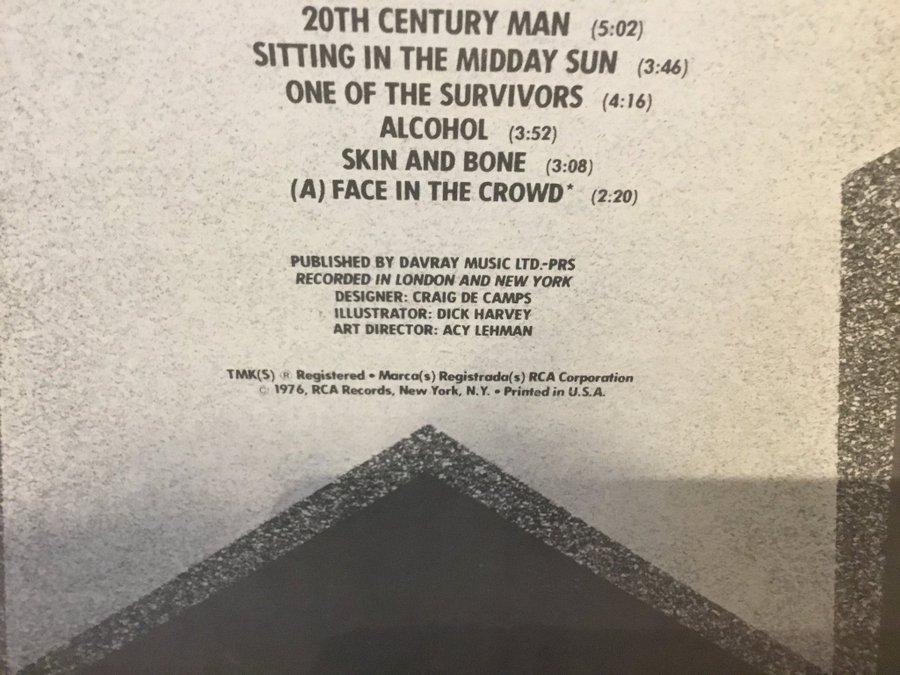 20TH CENTURY MAN (5:02)
SITTING IN THE MIDDAY SUN (3:46)
ONE OF THE SURVIVORS (4:16)
ALCOHOL (3:52)
SKIN AND BONE (3:08)
(A) FACE IN THE CROWD* (2:20)
PUBLISHED BY DAVRAY MUSIC LTD.-PRS
RECORDED IN LONDON AND NEW YORK
DESIGNER: CRAIG DE CAMPS
ILLUSTRATOR: DICK HARVEY
ART DIRECTOR: ACY LEHMAN
TMK(S) ® Registered • Marca(s) Registrada(s) RCA Corporation
© 1976, RCA Records, New York, N.Y. • Printed in U.S.A.